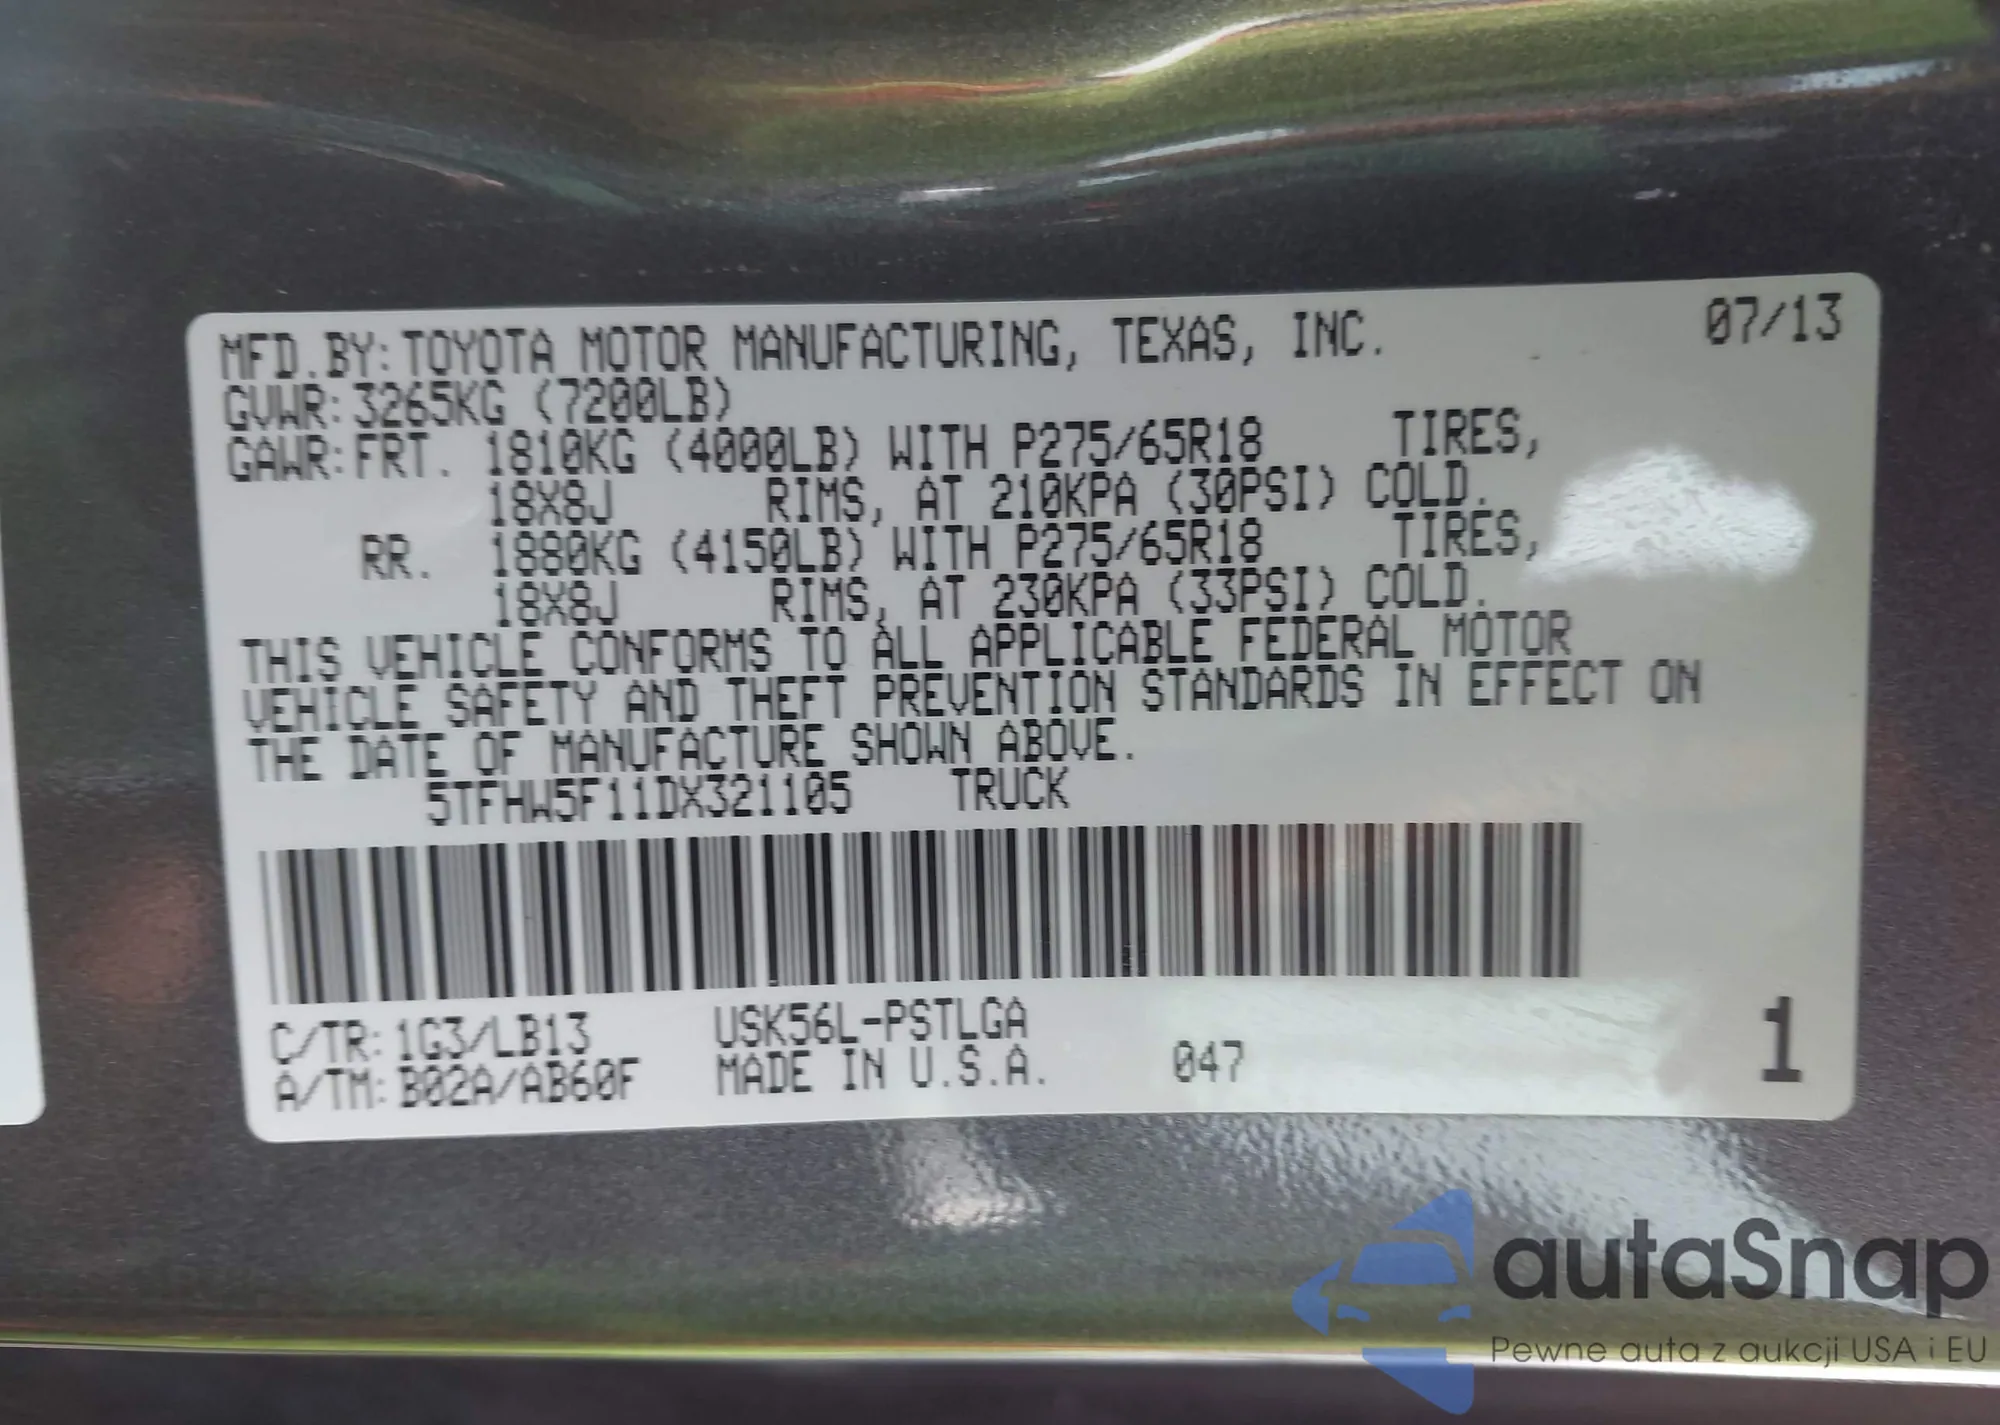 MFD.BY: TOYOTA MOTOR MANUFACTURING, TEXAS, INC. 07/13
GVWR: 3265KG (7200LB)
GAWR: FRT. 1810KG (4000LB) WITH P275/65R18 TIRES,
18X8J RIMS, AT 210KPA (30PSI) COLD.
RR. 1880KG (4150LB) WITH P275/65R18 TIRES,
18X8J RIMS, AT 230KPA (33PSI) COLD.
THIS VEHICLE CONFORMS TO ALL APPLICABLE FEDERAL MOTOR
VEHICLE SAFETY AND THEFT PREVENTION STANDARDS IN EFFECT ON
THE DATE OF MANUFACTURE SHOWN ABOVE.
5TFHW5F11DX321105 TRUCK
C/TR: 1G3/LB13 USK56L-PSTLGA
A/TM: B02A/AB60F MADE IN U.S.A. 047 1
autaSnap
Pewne auta z aukcji USA i EU